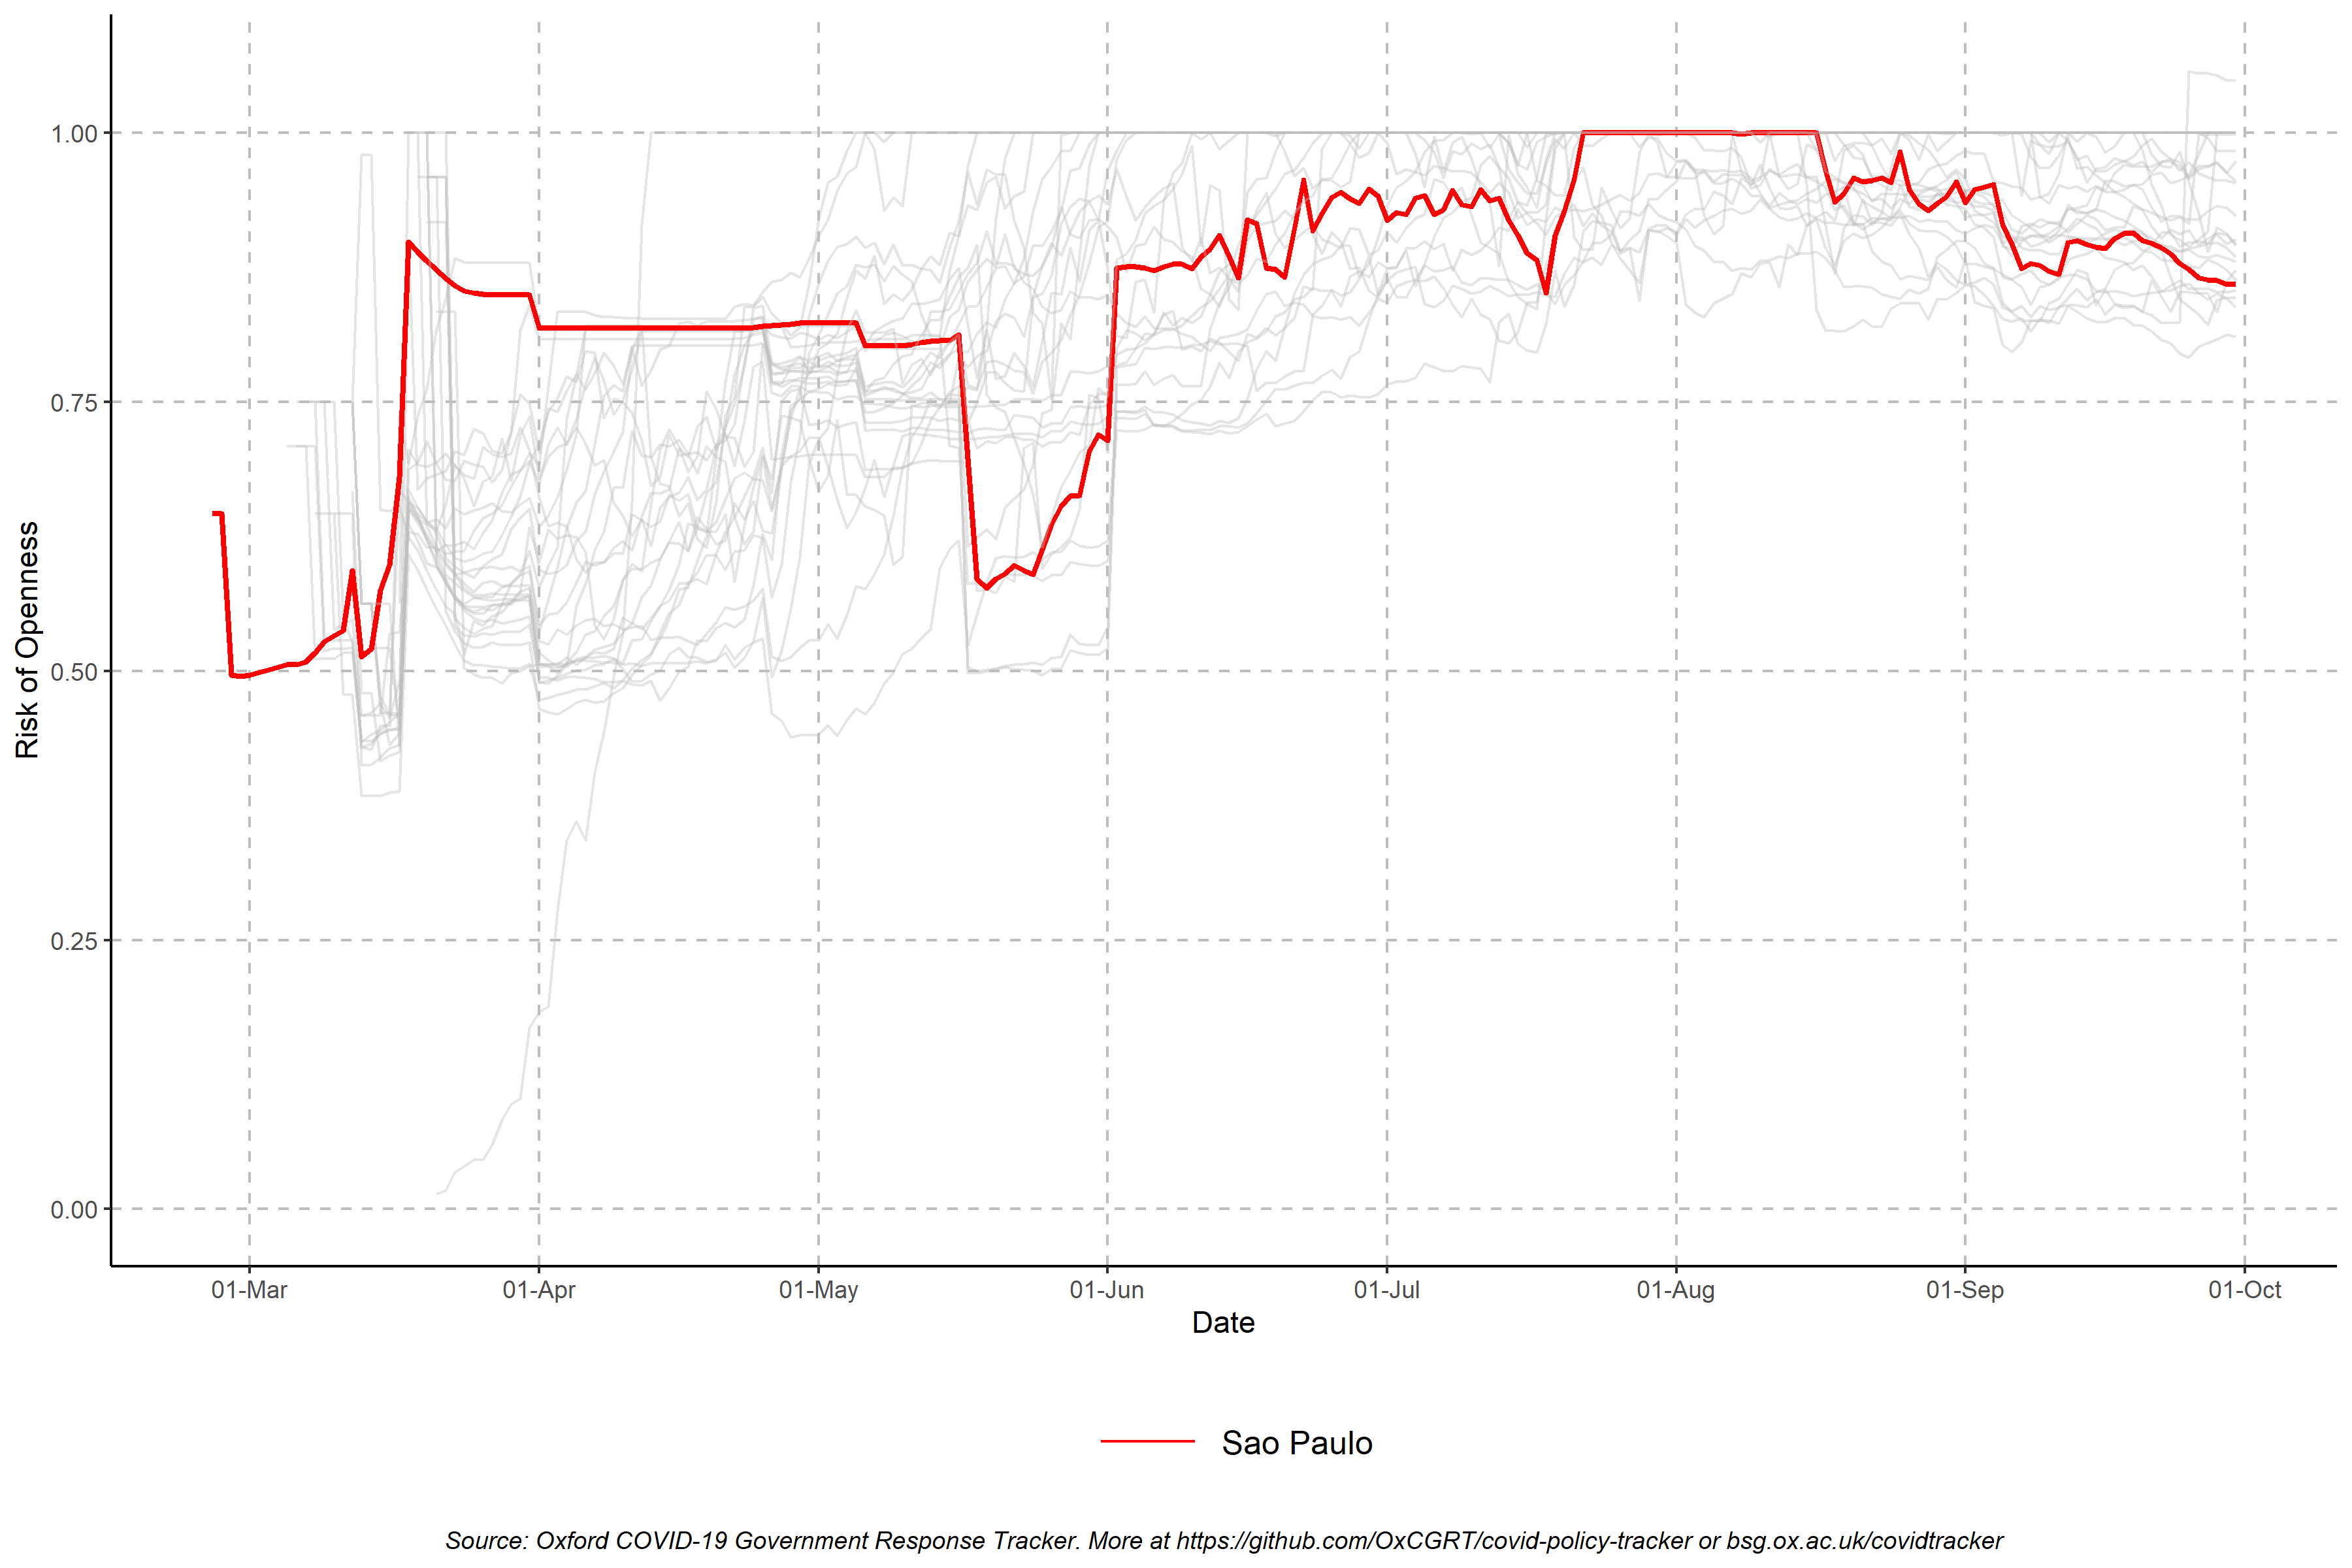 Risk of Openness
1.00
0.75
0.50
0.25
0.00
01-Mar 01-Apr 01-May 01-Jun 01-Jul 01-Aug 01-Sep 01-Oct
Date
Sao Paulo
Source: Oxford COVID-19 Government Response Tracker. More at https://github.com/OxCGRT/covid-policy-tracker or bsg.ox.ac.uk/covidtracker